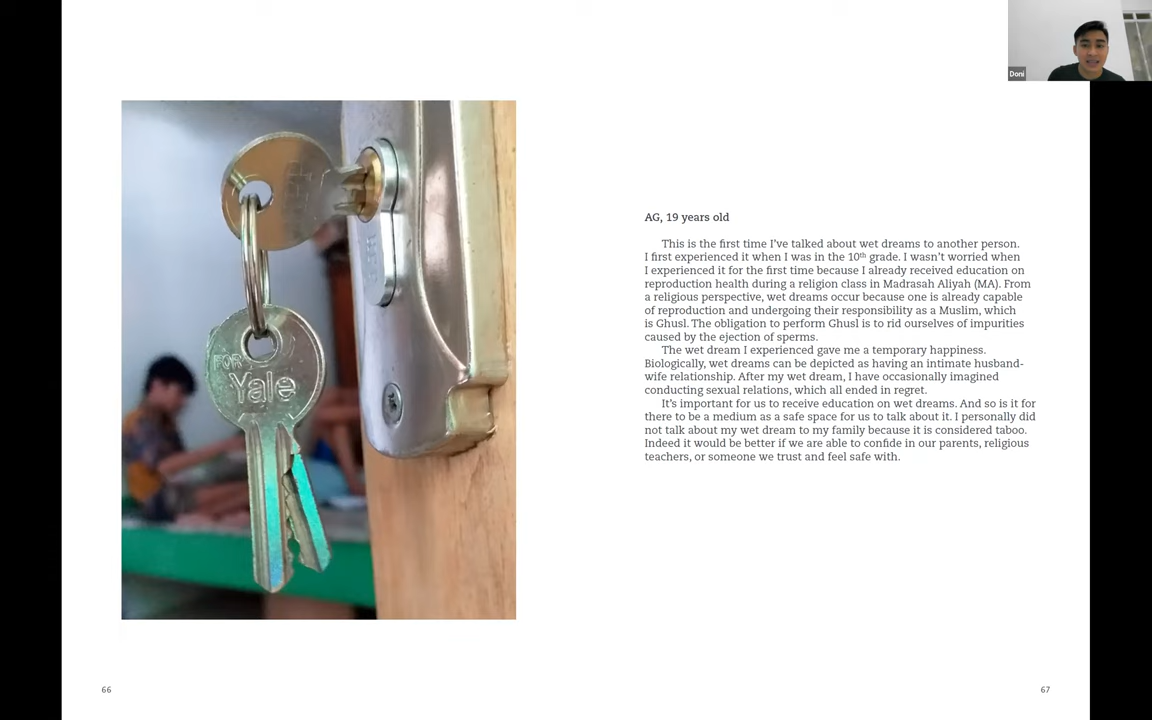 Doni
FOR
Yale
AG, 19 years old
This is the first time I've talked about wet dreams to another person.
I first experienced it when I was in the 10th grade. I wasn't worried when
I experienced it for the first time because I already received education on
reproduction health during a religion class in Madrasah Aliyah (MA). From
a religious perspective, wet dreams occur because one is already capable
of reproduction and undergoing their responsibility as a Muslim, which
is Ghusl. The obligation to perform Ghusl is to rid ourselves of impurities
caused by the ejection of sperms.
The wet dream I experienced gave me a temporary happiness.
Biologically, wet dreams can be depicted as having an intimate husband-
wife relationship. After my wet dream, I have occasionally imagined
conducting sexual relations, which all ended in regret.
It's important for us to receive education on wet dreams. And so is it for
there to be a medium as a safe space for us to talk about it. I personally did
not talk about my wet dream to my family because it is considered taboo.
Indeed it would be better if we are able to confide in our parents, religious
teachers, or someone we trust and feel safe with.
66
67